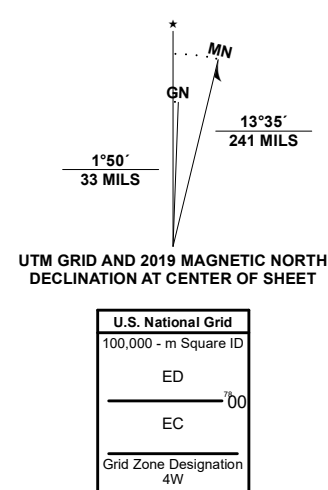 ★
MN
GN
13°35´
241 MILS
1°50´
33 MILS
UTM GRID AND 2019 MAGNETIC NORTH
DECLINATION AT CENTER OF SHEET
U.S. National Grid
100,000 - m Square ID
ED
7800
EC
Grid Zone Designation
4W